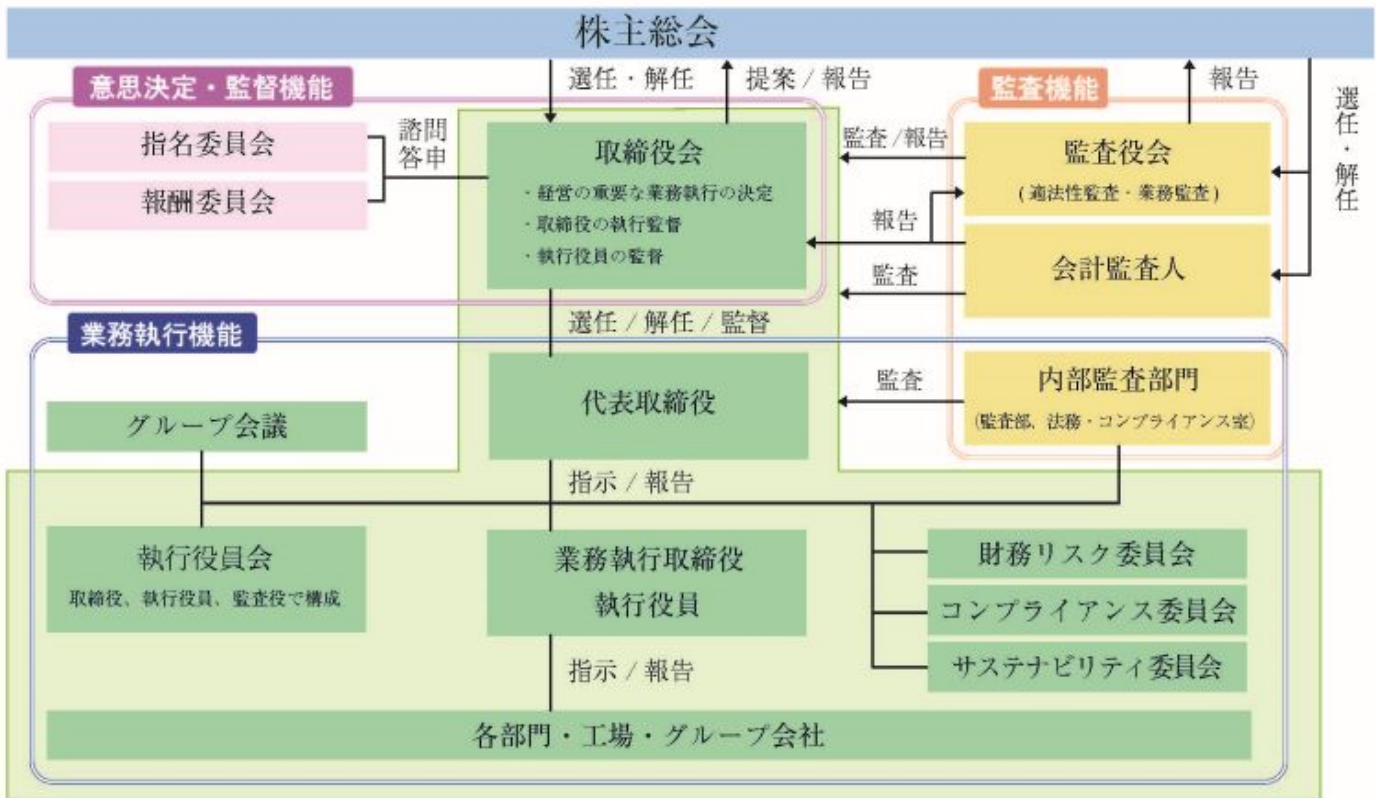 株主総会
意思決定・監督機能
選任・解任
提案 / 報告
監査機能
報告
選任・解任
指名委員会
報酬委員会
諮問
答申
取締役会
・経営の重要な業務執行の決定
・取締役の執行監督
・執行役員の監督
監査 / 報告
監査役会
( 適法性監査・業務監査 )
報告
会計監査人
監査
選任 / 解任 / 監督
業務執行機能
代表取締役
監査
内部監査部門
(監査部、法務・コンプライアンス室)
グループ会議
指示 / 報告
執行役員会
取締役、執行役員、監査役で構成
業務執行取締役
執行役員
財務リスク委員会
コンプライアンス委員会
サステナビリティ委員会
指示 / 報告
各部門・工場・グループ会社